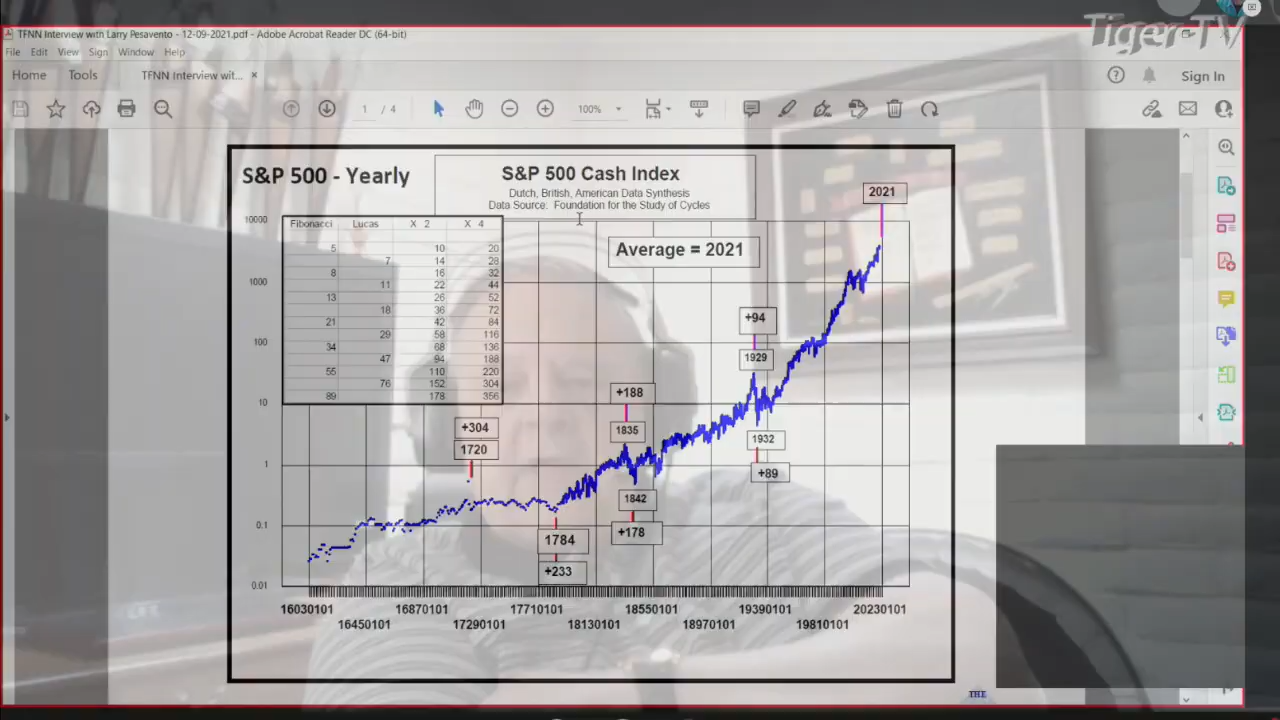 Tiger-TV
TFNN Interview with Larry Pesavento - 12-09-2021.pdf - Adobe Acrobat Reader DC (64-bit)
File Edit View Sign Window Help
Home Tools TFNN Interview wit... ×
Sign In
1 / 4
100%
S&P 500 - Yearly
S&P 500 Cash Index
Dutch, British, American Data Synthesis
Data Source: Foundation for the Study of Cycles
2021
Average = 2021
Fibonacci Lucas X 2 X 4
5 10 20
7 14 28
8 16 32
11 22 44
13 26 52
18 36 72
21 42 84
29 58 116
34 68 136
47 94 188
55 110 220
76 152 304
89 178 356
10000
1000
100
10
1
0.1
0.01
+94
1929
+188
1835
+304
1720
1932
+89
1842
+178
1784
+233
16030101 16870101 17710101 18550101 19390101 20230101
16450101 17290101 18130101 18970101 19810101
THE